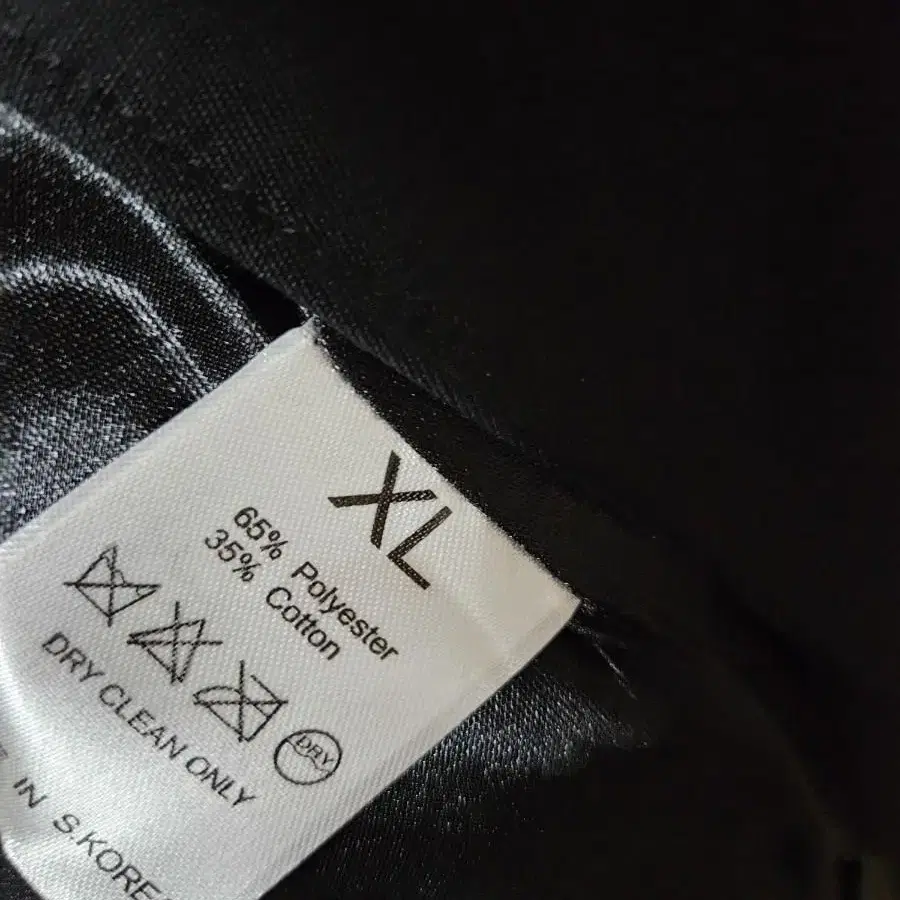 XL
65% Polyester
35% Cotton
DRY
DRY CLEAN ONLY
IN S.KORE